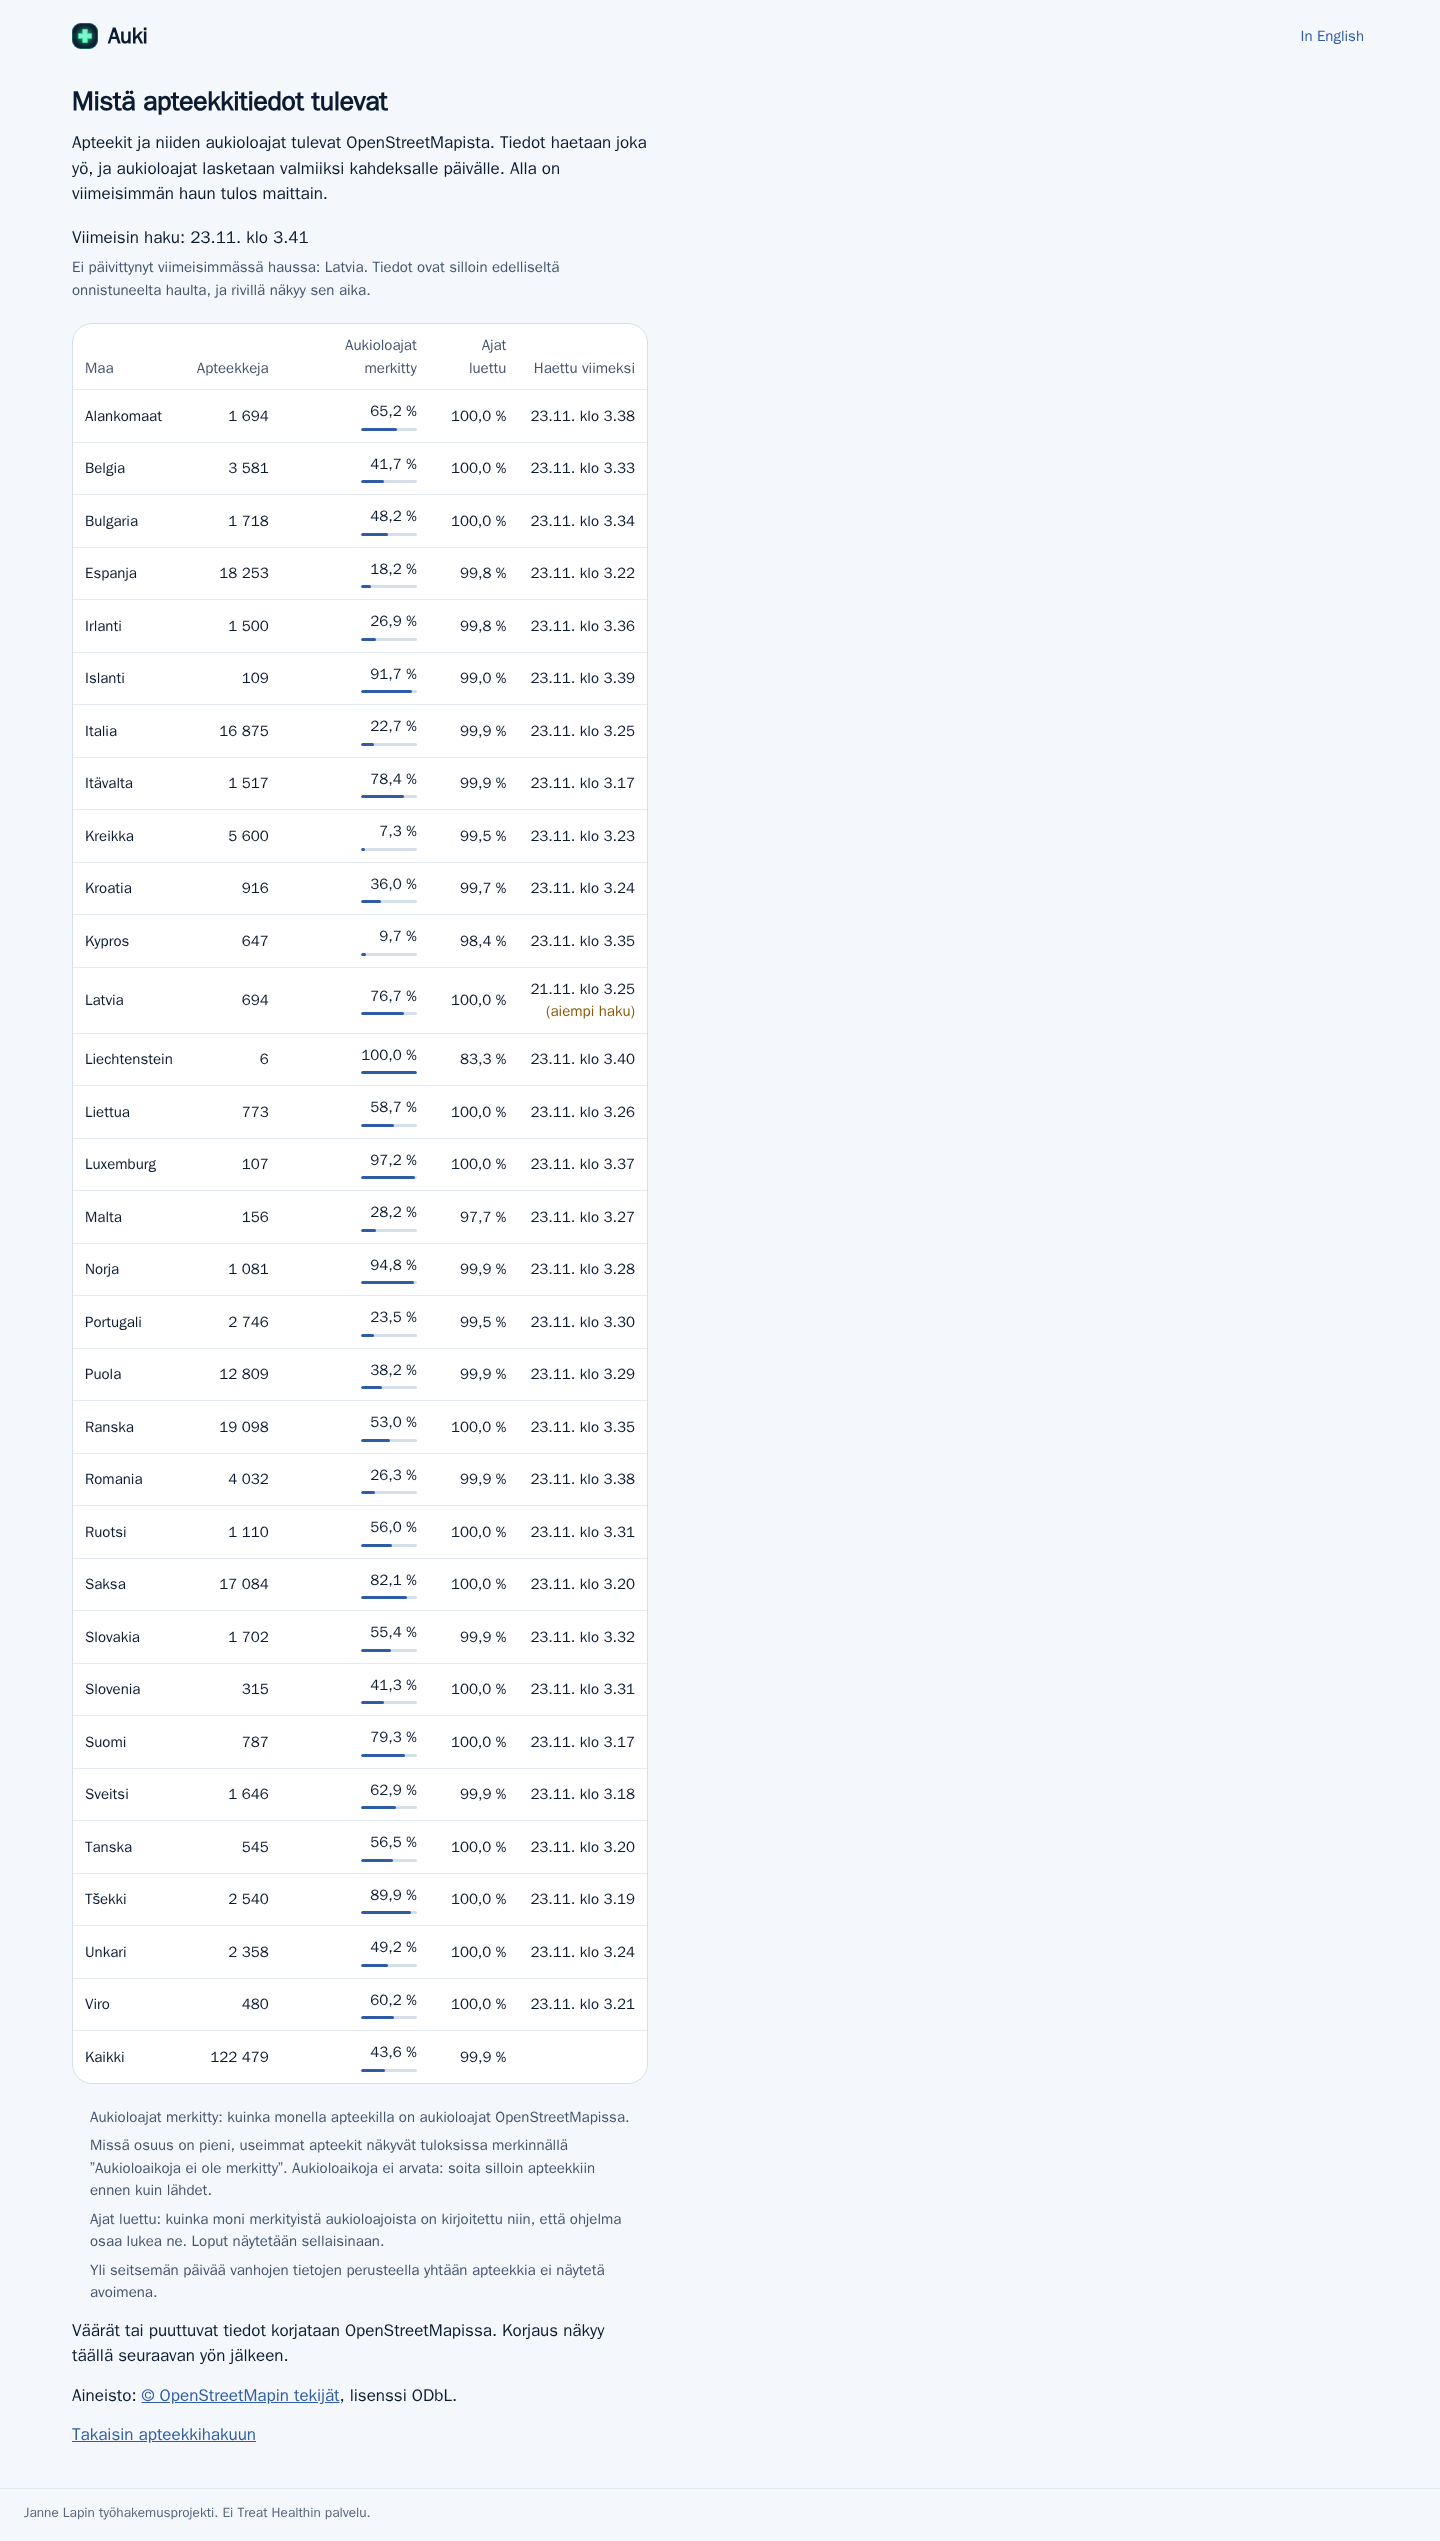 Auki
In English
Mistä apteekkitiedot tulevat
Apteekit ja niiden aukioloajat tulevat OpenStreetMapista. Tiedot haetaan joka
yö, ja aukioloajat lasketaan valmiiksi kahdeksalle päivälle. Alla on
viimeisimmän haun tulos maittain.
Viimeisin haku: 23.11. klo 3.41
Ei päivittynyt viimeisimmässä haussa: Latvia. Tiedot ovat silloin edelliseltä
onnistuneelta haulta, ja rivillä näkyy sen aika.
Maa Apteekkeja Aukioloajat merkitty Ajat luettu Haettu viimeksi
Alankomaat 1 694 65,2 % 100,0 % 23.11. klo 3.38
Belgia 3 581 41,7 % 100,0 % 23.11. klo 3.33
Bulgaria 1 718 48,2 % 100,0 % 23.11. klo 3.34
Espanja 18 253 18,2 % 99,8 % 23.11. klo 3.22
Irlanti 1 500 26,9 % 99,8 % 23.11. klo 3.36
Islanti 109 91,7 % 99,0 % 23.11. klo 3.39
Italia 16 875 22,7 % 99,9 % 23.11. klo 3.25
Itävalta 1 517 78,4 % 99,9 % 23.11. klo 3.17
Kreikka 5 600 7,3 % 99,5 % 23.11. klo 3.23
Kroatia 916 36,0 % 99,7 % 23.11. klo 3.24
Kypros 647 9,7 % 98,4 % 23.11. klo 3.35
Latvia 694 76,7 % 100,0 % 21.11. klo 3.25
(aiempi haku)
Liechtenstein 6 100,0 % 83,3 % 23.11. klo 3.40
Liettua 773 58,7 % 100,0 % 23.11. klo 3.26
Luxemburg 107 97,2 % 100,0 % 23.11. klo 3.37
Malta 156 28,2 % 97,7 % 23.11. klo 3.27
Norja 1 081 94,8 % 99,9 % 23.11. klo 3.28
Portugali 2 746 23,5 % 99,5 % 23.11. klo 3.30
Puola 12 809 38,2 % 99,9 % 23.11. klo 3.29
Ranska 19 098 53,0 % 100,0 % 23.11. klo 3.35
Romania 4 032 26,3 % 99,9 % 23.11. klo 3.38
Ruotsi 1 110 56,0 % 100,0 % 23.11. klo 3.31
Saksa 17 084 82,1 % 100,0 % 23.11. klo 3.20
Slovakia 1 702 55,4 % 99,9 % 23.11. klo 3.32
Slovenia 315 41,3 % 100,0 % 23.11. klo 3.31
Suomi 787 79,3 % 100,0 % 23.11. klo 3.17
Sveitsi 1 646 62,9 % 99,9 % 23.11. klo 3.18
Tanska 545 56,5 % 100,0 % 23.11. klo 3.20
Tšekki 2 540 89,9 % 100,0 % 23.11. klo 3.19
Unkari 2 358 49,2 % 100,0 % 23.11. klo 3.24
Viro 480 60,2 % 100,0 % 23.11. klo 3.21
Kaikki 122 479 43,6 % 99,9 %
Aukioloajat merkitty: kuinka monella apteekilla on aukioloajat OpenStreetMapissa.
Missä osuus on pieni, useimmat apteekit näkyvät tuloksissa merkinnällä
”Aukioloaikoja ei ole merkitty”. Aukioloaikoja ei arvata: soita silloin apteekkiin
ennen kuin lähdet.
Ajat luettu: kuinka moni merkityistä aukioloajoista on kirjoitettu niin, että ohjelma
osaa lukea ne. Loput näytetään sellaisinaan.
Yli seitsemän päivää vanhojen tietojen perusteella yhtään apteekkia ei näytetä
avoimena.
Väärät tai puuttuvat tiedot korjataan OpenStreetMapissa. Korjaus näkyy
täällä seuraavan yön jälkeen.
Aineisto: © OpenStreetMapin tekijät, lisenssi ODbL.
Takaisin apteekkihakuun
Janne Lapin työhakemusprojekti. Ei Treat Healthin palvelu.